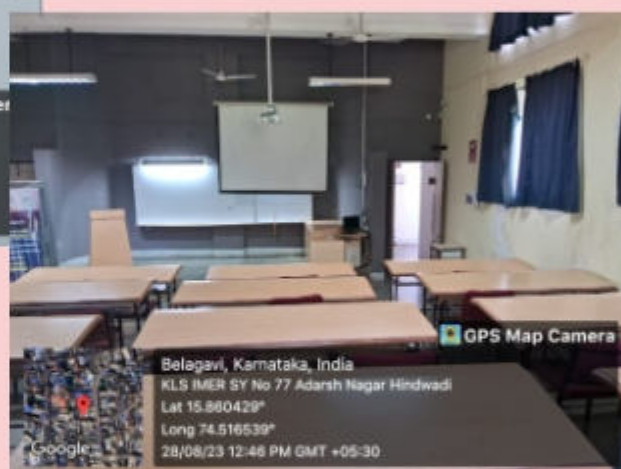 GPS Map Camera
Belagavi, Karnataka, India
KLS IMER SY No 77 Adarsh Nagar Hindwadi
Lat 15.860429°
Long 74.516539°
28/08/23 12:46 PM GMT +05:30
Google